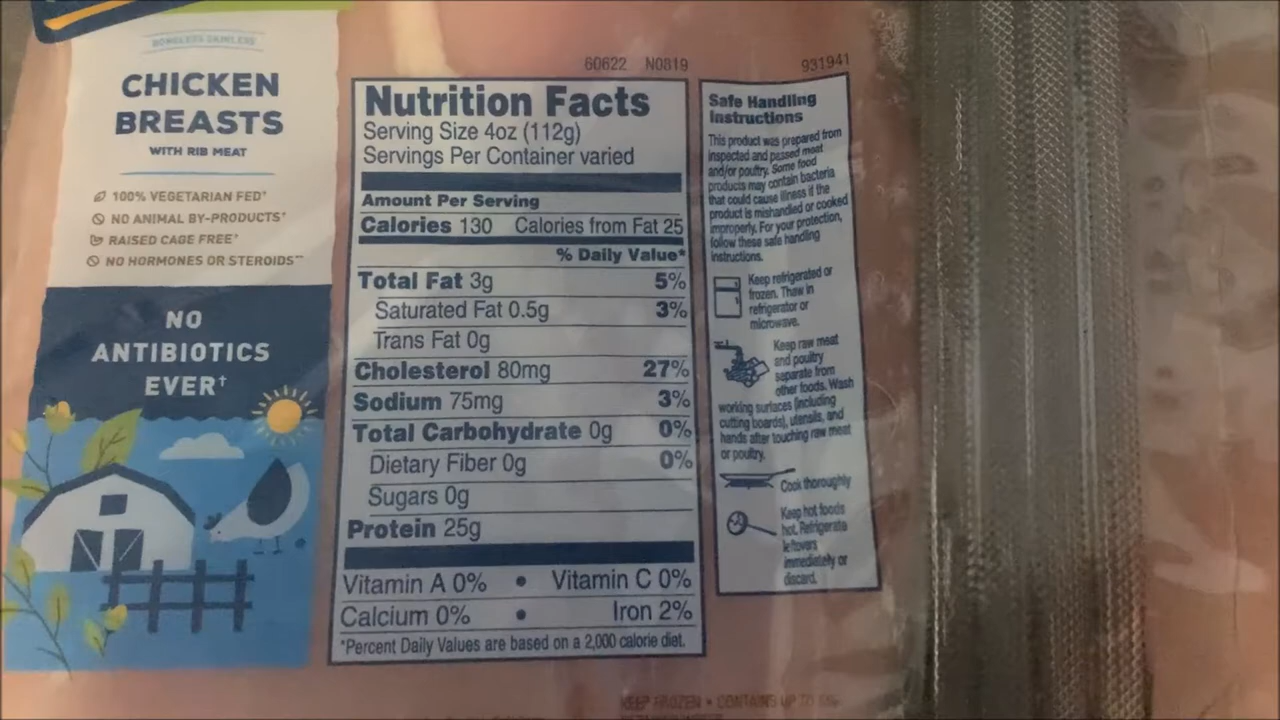 BONELESS SKINLESS
CHICKEN
BREASTS
WITH RIB MEAT
100% VEGETARIAN FED*
NO ANIMAL BY-PRODUCTS*
RAISED CAGE FREE*
NO HORMONES OR STEROIDS**
NO
ANTIBIOTICS
EVER†
60622 N0819
Nutrition Facts
Serving Size 4oz (112g)
Servings Per Container varied
Amount Per Serving
Calories 130 Calories from Fat 25
% Daily Value*
Total Fat 3g 5%
Saturated Fat 0.5g 3%
Trans Fat 0g
Cholesterol 80mg 27%
Sodium 75mg 3%
Total Carbohydrate 0g 0%
Dietary Fiber 0g 0%
Sugars 0g
Protein 25g
Vitamin A 0% • Vitamin C 0%
Calcium 0% • Iron 2%
*Percent Daily Values are based on a 2,000 calorie diet.
931941
Safe Handling
Instructions
This product was prepared from
inspected and passed meat
and/or poultry. Some food
products may contain bacteria
that could cause illness if the
product is mishandled or cooked
improperly. For your protection,
follow these safe handling
instructions.
Keep refrigerated or
frozen. Thaw in
refrigerator or
microwave.
Keep raw meat
and poultry
separate from
other foods. Wash
working surfaces (including
cutting boards), utensils, and
hands after touching raw meat
or poultry.
Cook thoroughly
Keep hot foods
hot. Refrigerate
leftovers
immediately or
discard.
KEEP FROZEN • CONTAINS UP TO